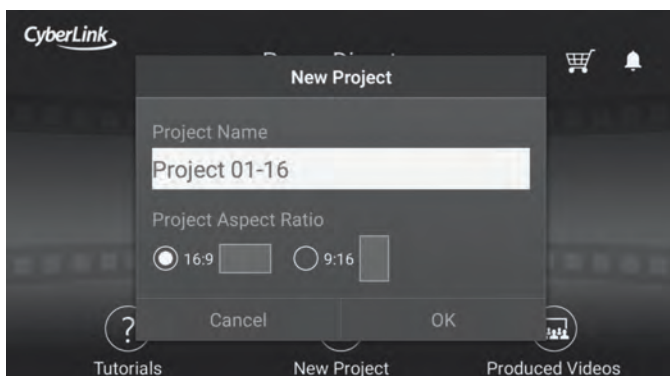 CyberLink
New Project
Project Name
Project 01-16
Project Aspect Ratio
16:9 9:16
Cancel OK
?
Tutorials New Project Produced Videos